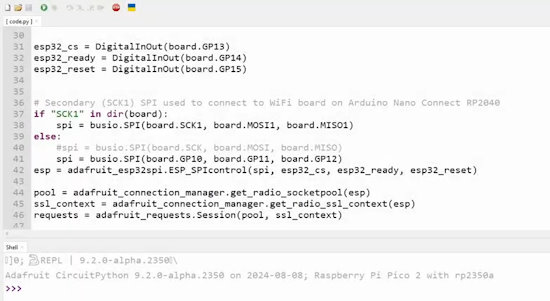 [ code.py ]
30
31 esp32_cs = DigitalInOut(board.GP13)
32 esp32_ready = DigitalInOut(board.GP14)
33 esp32_reset = DigitalInOut(board.GP15)
34
35
36 # Secondary (SCK1) SPI used to connect to WiFi board on Arduino Nano Connect RP2040
37 if "SCK1" in dir(board):
38 spi = busio.SPI(board.SCK1, board.MOSI1, board.MISO1)
39 else:
40 #spi = busio.SPI(board.SCK, board.MOSI, board.MISO)
41 spi = busio.SPI(board.GP10, board.GP11, board.GP12)
42 esp = adafruit_esp32spi.ESP_SPIcontrol(spi, esp32_cs, esp32_ready, esp32_reset)
43
44 pool = adafruit_connection_manager.get_radio_socketpool(esp)
45 ssl_context = adafruit_connection_manager.get_radio_ssl_context(esp)
46 requests = adafruit_requests.Session(pool, ssl_context)
47
Shell
]0; REPL | 9.2.0-alpha.2350 \
Adafruit CircuitPython 9.2.0-alpha.2350 on 2024-08-08; Raspberry Pi Pico 2 with rp2350a
>>>